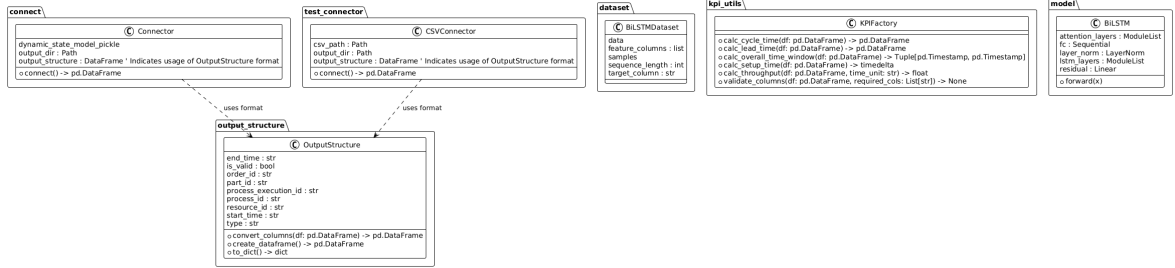 connect
C Connector
dynamic_state_model_pickle
output_dir : Path
output_structure : DataFrame ' Indicates usage of OutputStructure format
connect() -> pd.DataFrame
test_connector
C CSVConnector
csv_path : Path
output_dir : Path
output_structure : DataFrame ' Indicates usage of OutputStructure format
connect() -> pd.DataFrame
dataset
C BiLSTMDataset
data
feature_columns : list
samples
sequence_length : int
target_column : str
kpi_utils
C KPIFactory
calc_cycle_time(df: pd.DataFrame) -> pd.DataFrame
calc_lead_time(df: pd.DataFrame) -> pd.DataFrame
calc_overall_time_window(df: pd.DataFrame) -> Tuple[pd.Timestamp, pd.Timestamp]
calc_setup_time(df: pd.DataFrame) -> timedelta
calc_throughput(df: pd.DataFrame, time_unit: str) -> float
validate_columns(df: pd.DataFrame, required_cols: List[str]) -> None
model
C BiLSTM
attention_layers : ModuleList
fc : Sequential
layer_norm : LayerNorm
lstm_layers : ModuleList
residual : Linear
forward(x)
uses format
uses format
output_structure
C OutputStructure
end_time : str
is_valid : bool
order_id : str
part_id : str
process_execution_id : str
process_id : str
resource_id : str
start_time : str
type : str
convert_columns(df: pd.DataFrame) -> pd.DataFrame
create_dataframe() -> pd.DataFrame
to_dict() -> dict